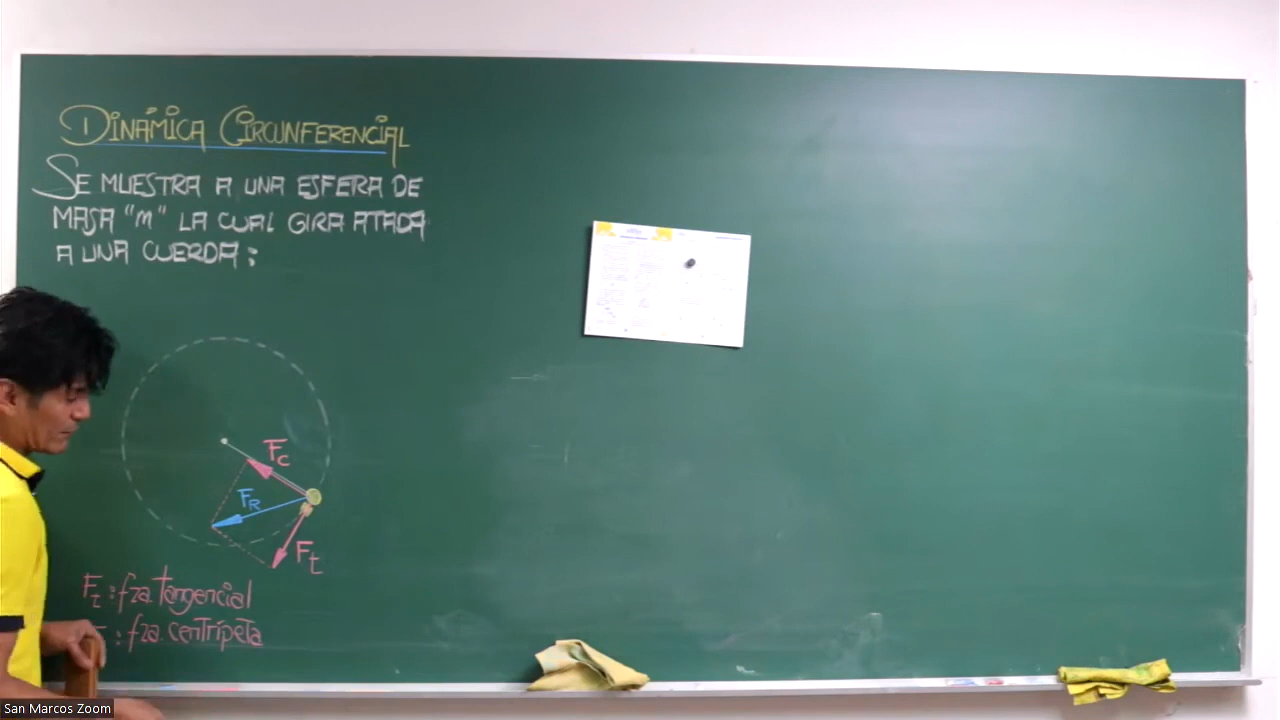 DINÁMICA CIRCUNFERENCIAL
SE MUESTRA A UNA ESFERA DE
MASA "m" LA CUAL GIRA ATADA
A UNA CUERDA:
Fc
FR
Ft
Ft : fza. tangencial
: fza. centrípeta
San Marcos Zoom